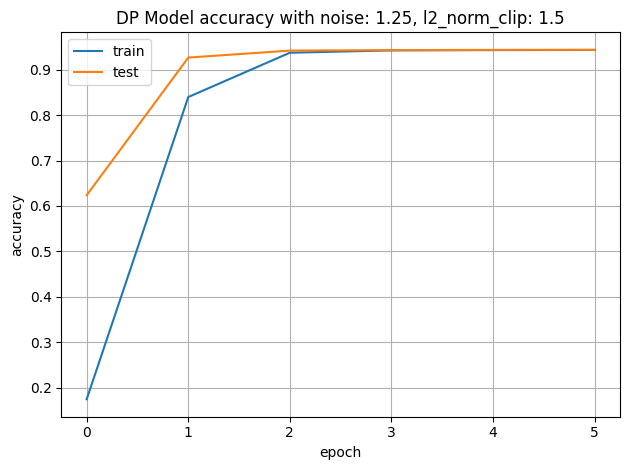 DP Model accuracy with noise: 1.25, l2_norm_clip: 1.5
train
test
accuracy
0.9
0.8
0.7
0.6
0.5
0.4
0.3
0.2
0 1 2 3 4 5
epoch